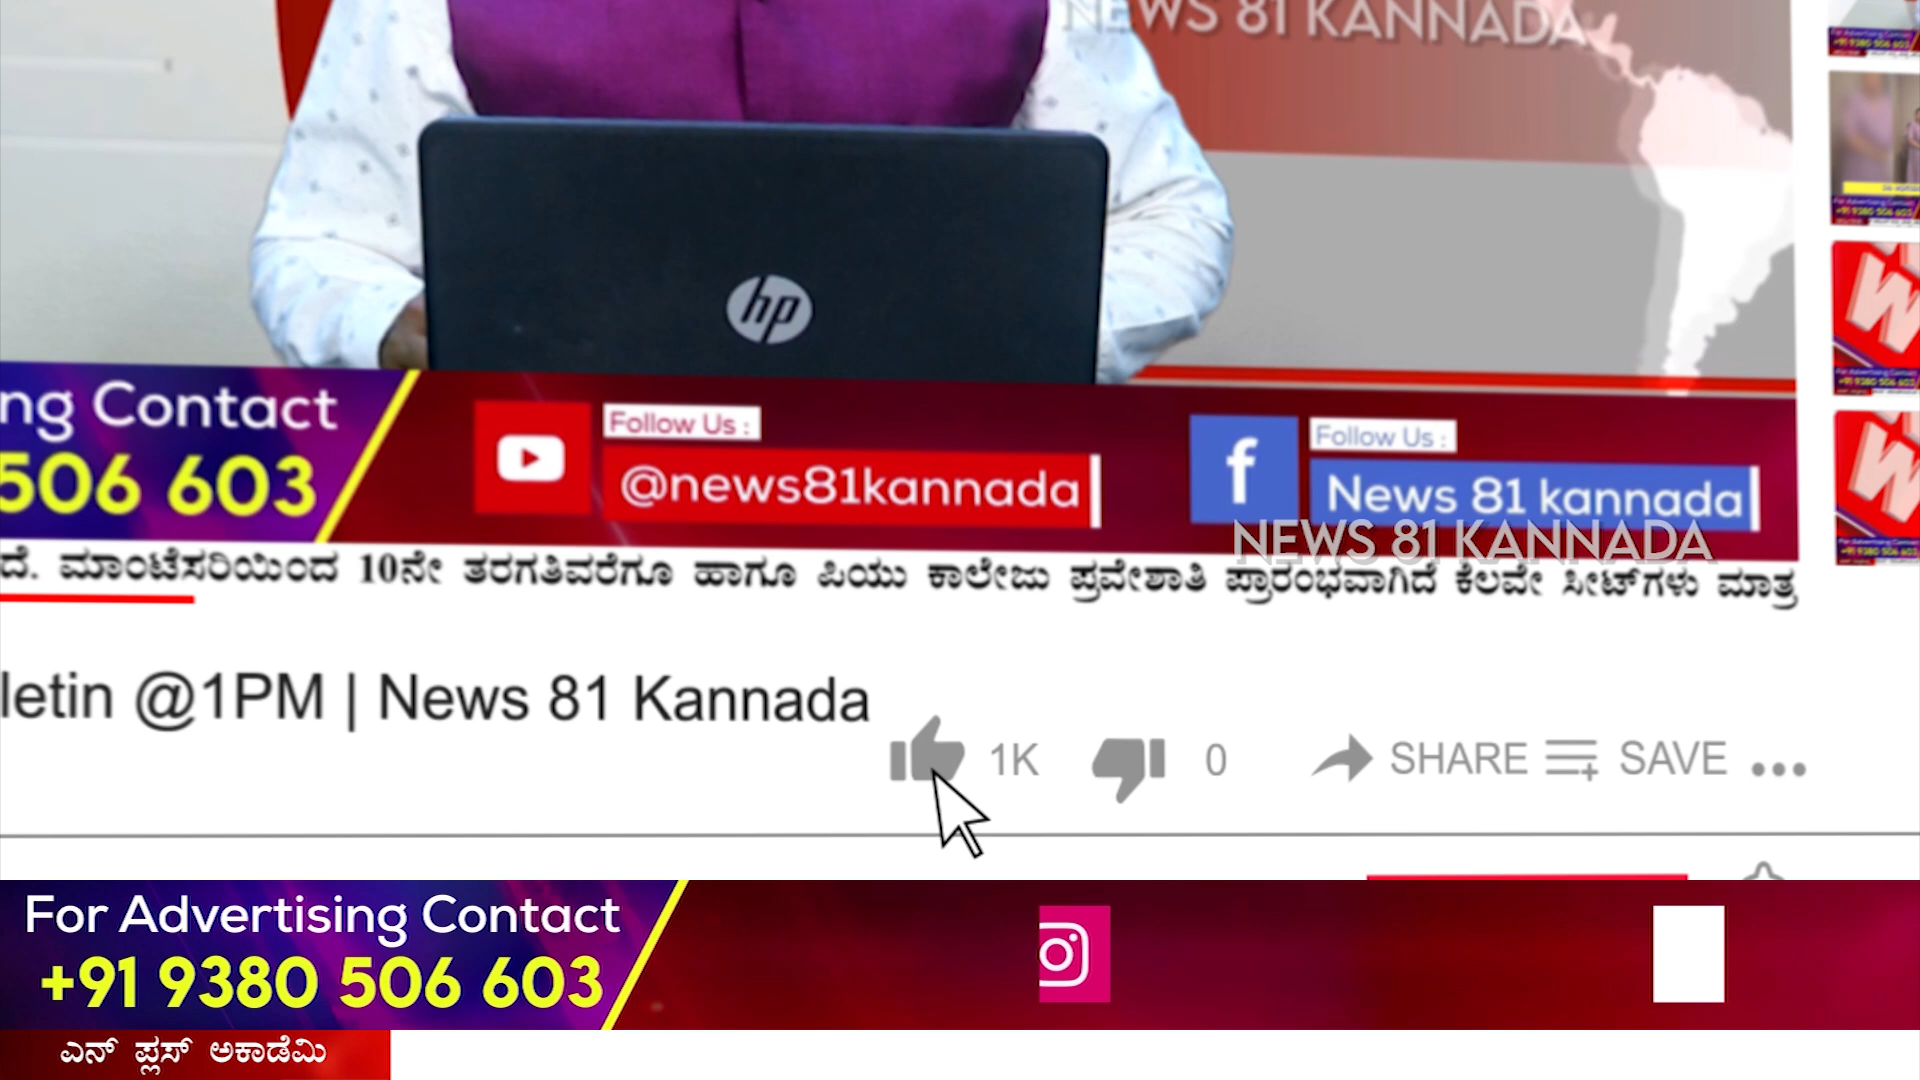 NEWS 81 KANNADA
hp
ng Contact
506 603
Follow Us :
@news81kannada
Follow Us :
News 81 kannada
NEWS 81 KANNADA
ದೆ. ಮಾಂಟೆಸರಿಯಿಂದ 10ನೇ ತರಗತಿವರೆಗೂ ಹಾಗೂ ಪಿಯು ಕಾಲೇಜು ಪ್ರವೇಶಾತಿ ಪ್ರಾರಂಭವಾಗಿದೆ ಕೆಲವೇ ಸೀಟ್‌ಗಳು ಮಾತ್ರ
letin @1PM | News 81 Kannada
1K 0 SHARE SAVE
For Advertising Contact
+91 9380 506 603
ಎನ್ ಪ್ಲಸ್ ಅಕಾಡೆಮಿ